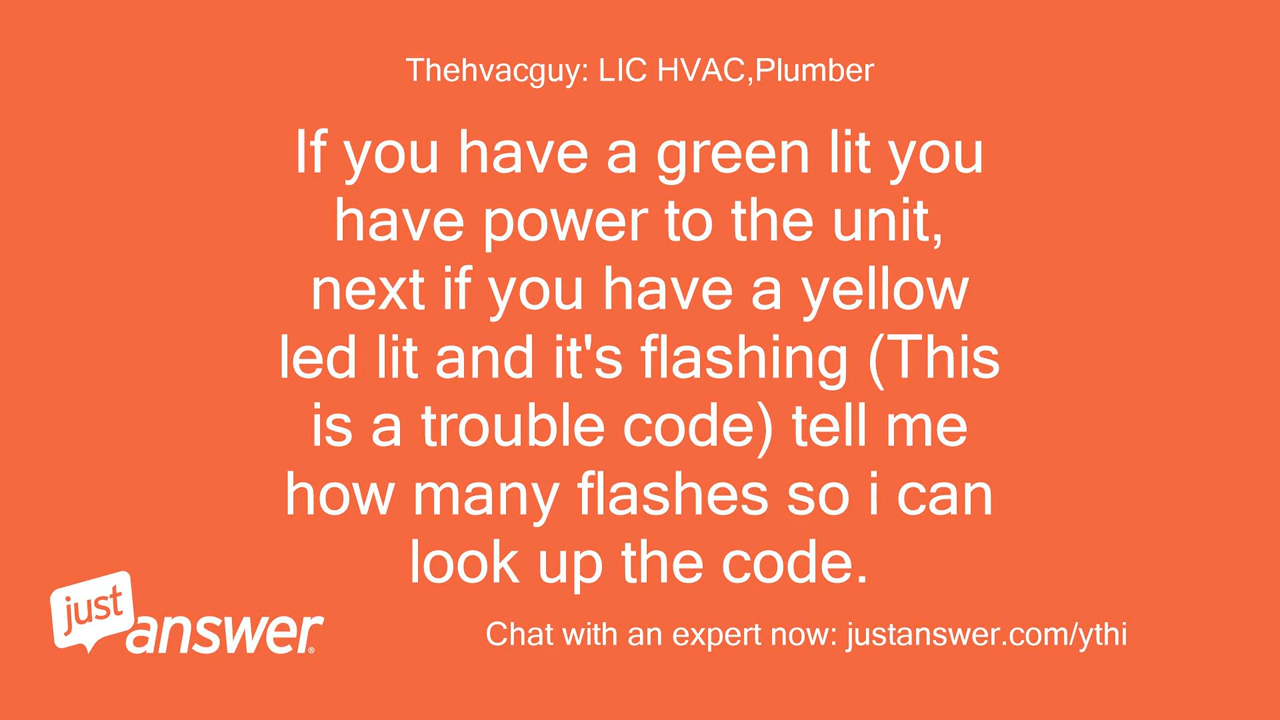 Thehvacguy: LIC HVAC,Plumber
If you have a green lit you
have power to the unit,
next if you have a yellow
led lit and it's flashing (This
is a trouble code) tell me
how many flashes so i can
look up the code.
just
answer®
Chat with an expert now: justanswer.com/ythi